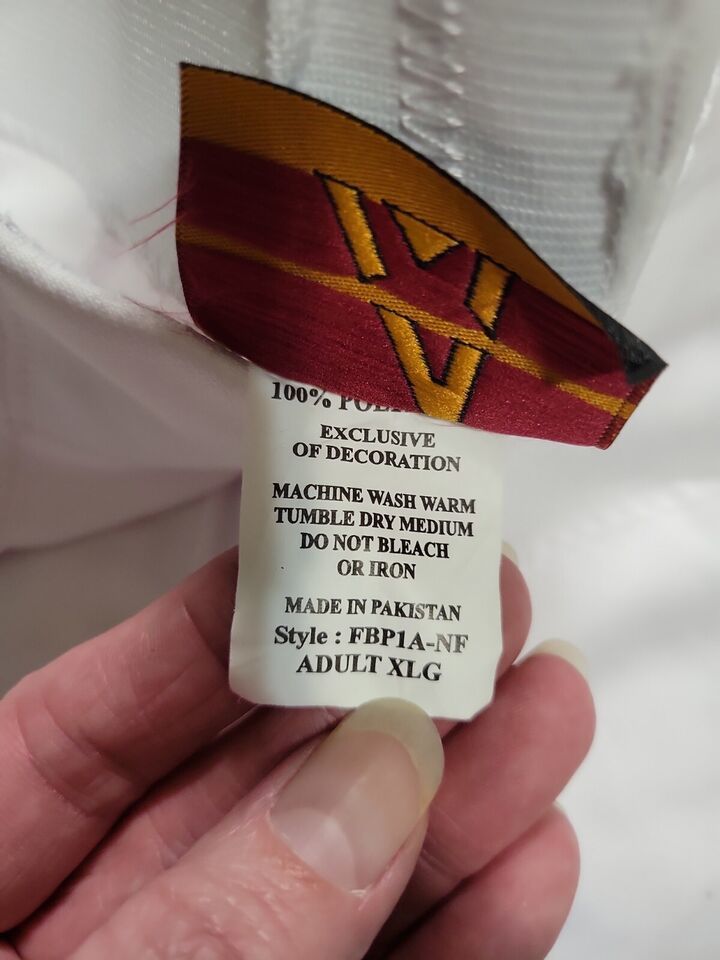 100%
EXCLUSIVE
OF DECORATION
MACHINE WASH WARM
TUMBLE DRY MEDIUM
DO NOT BLEACH
OR IRON
MADE IN PAKISTAN
Style : FBP1A-NF
ADULT XLG